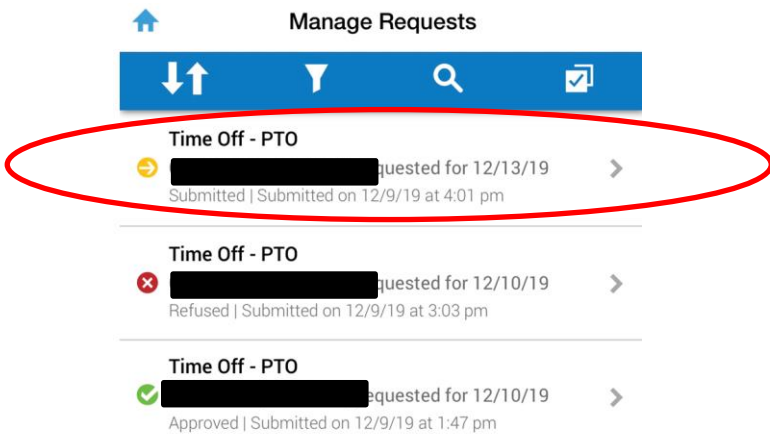 Manage Requests
Time Off - PTO
quested for 12/13/19
Submitted | Submitted on 12/9/19 at 4:01 pm
Time Off - PTO
quested for 12/10/19
Refused | Submitted on 12/9/19 at 3:03 pm
Time Off - PTO
equested for 12/10/19
Approved | Submitted on 12/9/19 at 1:47 pm